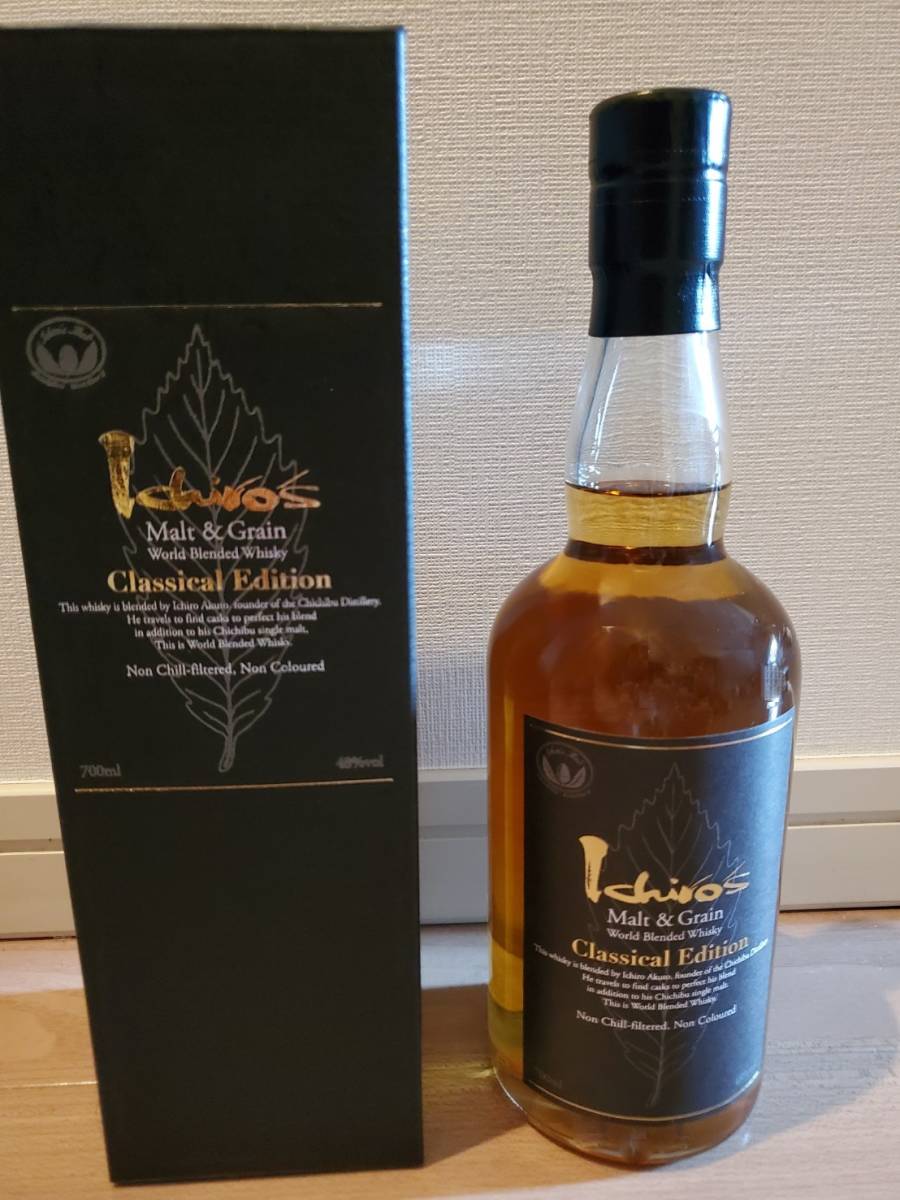 Ichiro's
Malt & Grain
World Blended Whisky
Classical Edition
This whisky is blended by Ichiro Akuto, founder of the Chichibu Distillery.
He travels to find casks to perfect his blend
in addition to his Chichibu single malt.
This is World Blended Whisky.
Non Chill-filtered, Non Coloured
700ml
48%vol
Ichiro's
Malt & Grain
World Blended Whisky
Classical Edition
This whisky is blended by Ichiro Akuto, founder of the Chichibu Distillery
He travels to find casks to perfect his blend
in addition to his Chichibu single malt.
This is World Blended Whisky.
Non Chill-filtered, Non Coloured